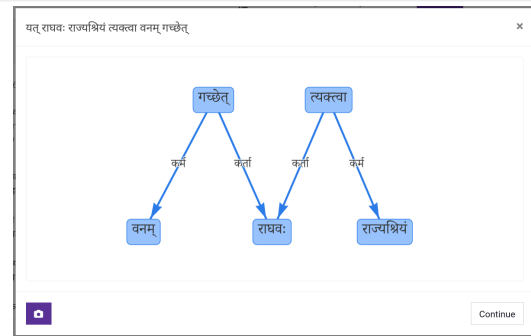 यत् राघवः राज्यश्रियं त्यक्त्वा वनम् गच्छेत् ×
गच्छेत् त्यक्त्वा
कर्म कर्ता कर्ता कर्म
वनम् राघवः राज्यश्रियं
Continue